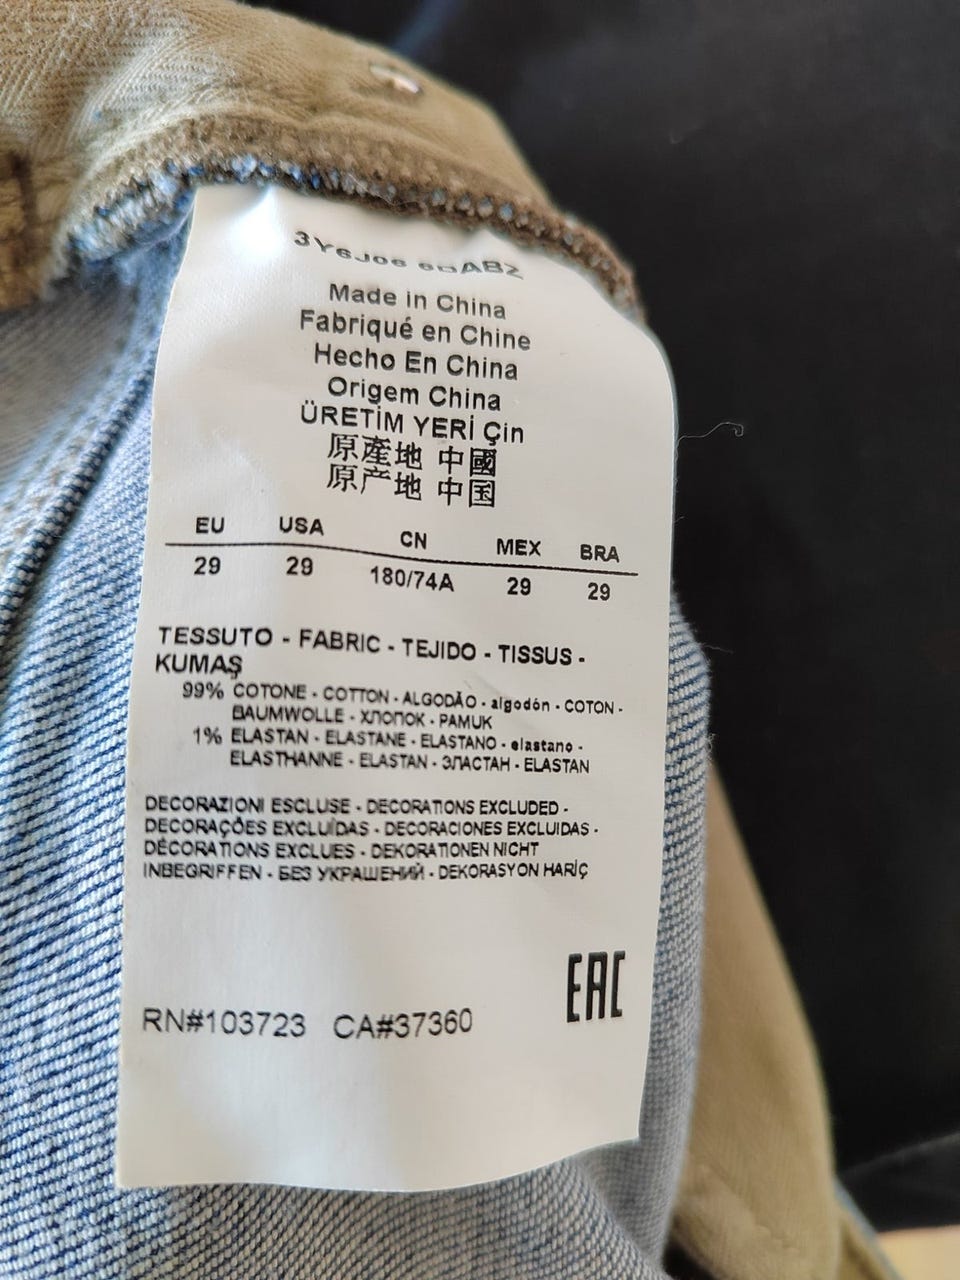 Made in China
Fabriqué en Chine
Hecho En China
Origem China
ÜRETİM YERİ Çin
原產地 中國
原产地 中国
EU USA CN MEX BRA
29 29 180/74A 29 29
TESSUTO - FABRIC - TEJIDO - TISSUS -
KUMAŞ
99% COTONE - COTTON - ALGODÃO - algodón - COTON -
BAUMWOLLE - ХЛОПОК - PAMUK
1% ELASTAN - ELASTANE - ELASTANO - elastano -
ELASTHANNE - ELASTAN - ЭЛАСТАН - ELASTAN
DECORAZIONI ESCLUSE - DECORATIONS EXCLUDED -
DECORAÇÕES EXCLUÍDAS - DECORACIONES EXCLUIDAS -
DÉCORATIONS EXCLUES - DEKORATIONEN NICHT
INBEGRIFFEN - БЕЗ УКРАШЕНИЙ - DEKORASYON HARİÇ
EAC
RN#103723 CA#37360